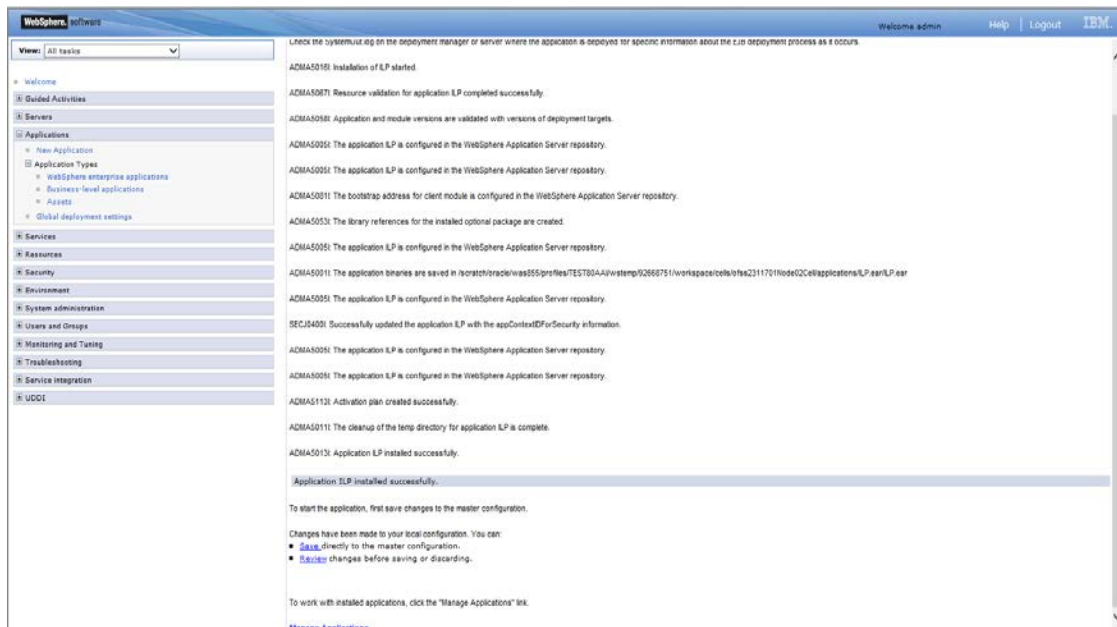 WebSphere. software
Welcome admin
Help | Logout
IBM.
View: All tasks
Welcome
Guided Activities
Servers
Applications
New Application
Application Types
WebSphere enterprise applications
Business-level applications
Assets
Global deployment settings
Services
Resources
Security
Environment
System administration
Users and Groups
Monitoring and Tuning
Troubleshooting
Service integration
UDDI
Check the SystemOut.log on the deployment manager or server where the application is deployed for specific information about the EJB deployment process as it occurs.
ADMA5016I: Installation of ILP started.
ADMA5067I: Resource validation for application ILP completed successfully.
ADMA5058I: Application and module versions are validated with versions of deployment targets.
ADMA5005I: The application ILP is configured in the WebSphere Application Server repository.
ADMA5005I: The application ILP is configured in the WebSphere Application Server repository.
ADMA5081I: The bootstrap address for client module is configured in the WebSphere Application Server repository.
ADMA5053I: The library references for the installed optional package are created.
ADMA5005I: The application ILP is configured in the WebSphere Application Server repository.
ADMA5001I: The application binaries are saved in /scratch/oracle/was855/profiles/TEST80AAI/wstemp/92668751/workspace/cells/ofss2311701Node02Cell/applications/ILP.ear/ILP.ear
ADMA5005I: The application ILP is configured in the WebSphere Application Server repository.
SECJ0400I: Successfully updated the application ILP with the appContextIDForSecurity information.
ADMA5005I: The application ILP is configured in the WebSphere Application Server repository.
ADMA5005I: The application ILP is configured in the WebSphere Application Server repository.
ADMA5113I: Activation plan created successfully.
ADMA5011I: The cleanup of the temp directory for application ILP is complete.
ADMA5013I: Application ILP installed successfully.
Application ILP installed successfully.
To start the application, first save changes to the master configuration.
Changes have been made to your local configuration. You can:
Save directly to the master configuration.
Review changes before saving or discarding.
To work with installed applications, click the "Manage Applications" link.
Manage Applications